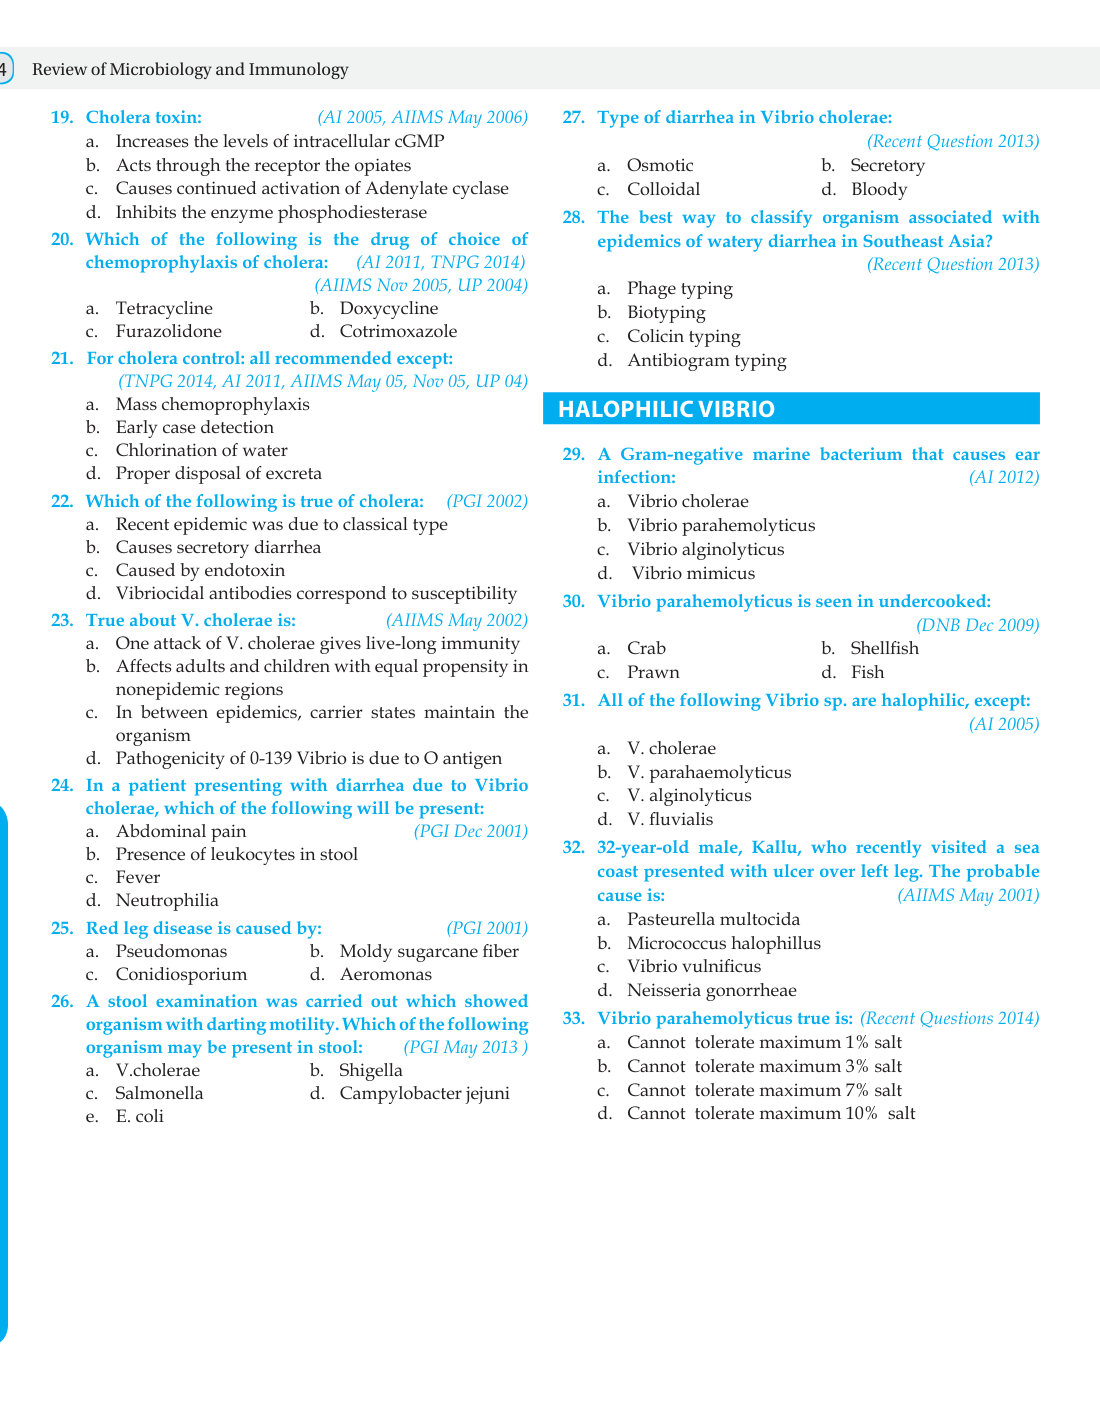 4 Review of Microbiology and Immunology
19. Cholera toxin: (AI 2005, AIIMS May 2006)
a. Increases the levels of intracellular cGMP
b. Acts through the receptor the opiates
c. Causes continued activation of Adenylate cyclase
d. Inhibits the enzyme phosphodiesterase
20. Which of the following is the drug of choice of
chemoprophylaxis of cholera: (AI 2011, TNPG 2014)
(AIIMS Nov 2005, UP 2004)
a. Tetracycline b. Doxycycline
c. Furazolidone d. Cotrimoxazole
21. For cholera control: all recommended except:
(TNPG 2014, AI 2011, AIIMS May 05, Nov 05, UP 04)
a. Mass chemoprophylaxis
b. Early case detection
c. Chlorination of water
d. Proper disposal of excreta
22. Which of the following is true of cholera: (PGI 2002)
a. Recent epidemic was due to classical type
b. Causes secretory diarrhea
c. Caused by endotoxin
d. Vibriocidal antibodies correspond to susceptibility
23. True about V. cholerae is: (AIIMS May 2002)
a. One attack of V. cholerae gives live-long immunity
b. Affects adults and children with equal propensity in
nonepidemic regions
c. In between epidemics, carrier states maintain the
organism
d. Pathogenicity of 0-139 Vibrio is due to O antigen
24. In a patient presenting with diarrhea due to Vibrio
cholerae, which of the following will be present:
a. Abdominal pain (PGI Dec 2001)
b. Presence of leukocytes in stool
c. Fever
d. Neutrophilia
25. Red leg disease is caused by: (PGI 2001)
a. Pseudomonas b. Moldy sugarcane fiber
c. Conidiosporium d. Aeromonas
26. A stool examination was carried out which showed
organism with darting motility. Which of the following
organism may be present in stool: (PGI May 2013 )
a. V.cholerae b. Shigella
c. Salmonella d. Campylobacter jejuni
e. E. coli
27. Type of diarrhea in Vibrio cholerae:
(Recent Question 2013)
a. Osmotic b. Secretory
c. Colloidal d. Bloody
28. The best way to classify organism associated with
epidemics of watery diarrhea in Southeast Asia?
(Recent Question 2013)
a. Phage typing
b. Biotyping
c. Colicin typing
d. Antibiogram typing
HALOPHILIC VIBRIO
29. A Gram-negative marine bacterium that causes ear
infection: (AI 2012)
a. Vibrio cholerae
b. Vibrio parahemolyticus
c. Vibrio alginolyticus
d. Vibrio mimicus
30. Vibrio parahemolyticus is seen in undercooked:
(DNB Dec 2009)
a. Crab b. Shellfish
c. Prawn d. Fish
31. All of the following Vibrio sp. are halophilic, except:
(AI 2005)
a. V. cholerae
b. V. parahaemolyticus
c. V. alginolyticus
d. V. fluvialis
32. 32-year-old male, Kallu, who recently visited a sea
coast presented with ulcer over left leg. The probable
cause is: (AIIMS May 2001)
a. Pasteurella multocida
b. Micrococcus halophillus
c. Vibrio vulnificus
d. Neisseria gonorrheae
33. Vibrio parahemolyticus true is: (Recent Questions 2014)
a. Cannot tolerate maximum 1% salt
b. Cannot tolerate maximum 3% salt
c. Cannot tolerate maximum 7% salt
d. Cannot tolerate maximum 10% salt